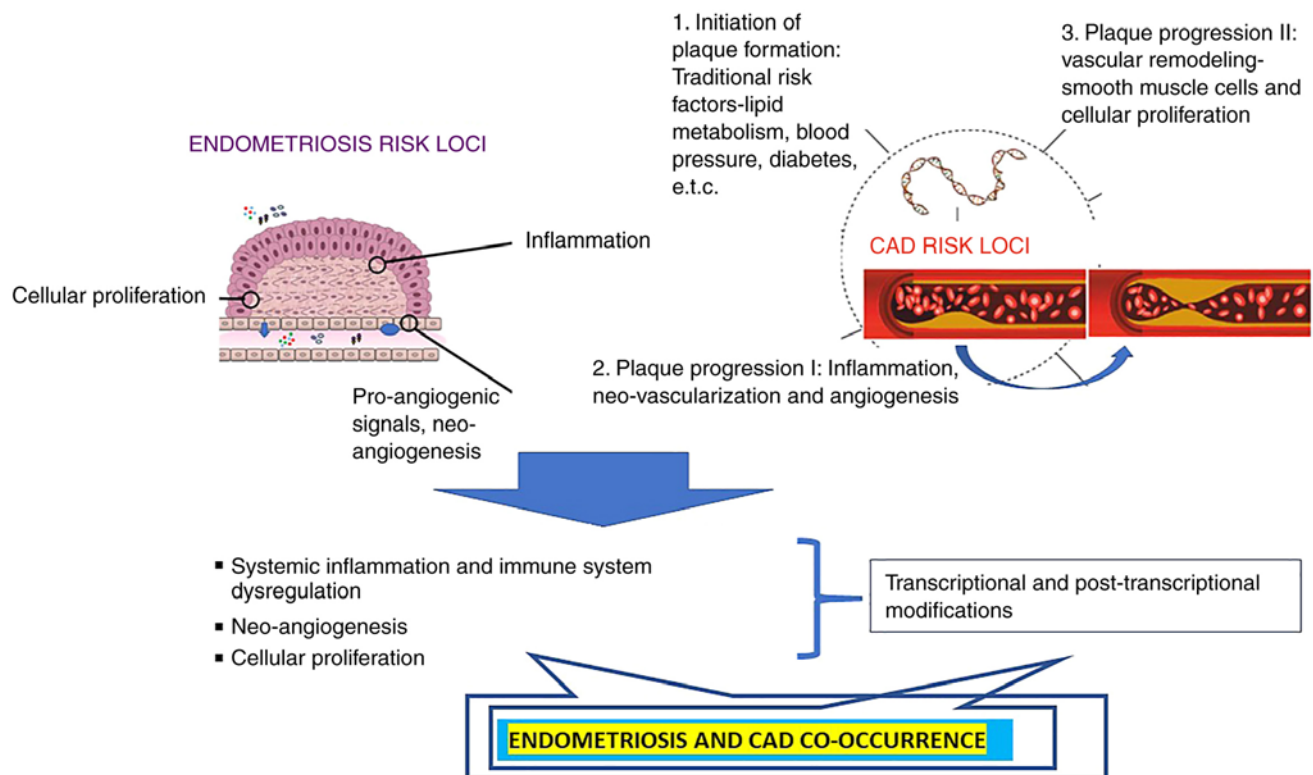 ENDOMETRIOSIS RISK LOCI
Inflammation
Cellular proliferation
Pro-angiogenic
signals, neo-
angiogenesis
1. Initiation of
plaque formation:
Traditional risk
factors-lipid
metabolism, blood
pressure, diabetes,
e.t.c.
3. Plaque progression II:
vascular remodeling-
smooth muscle cells and
cellular proliferation
CAD RISK LOCI
2. Plaque progression I: Inflammation,
neo-vascularization and angiogenesis
▪ Systemic inflammation and immune system
dysregulation
▪ Neo-angiogenesis
▪ Cellular proliferation
Transcriptional and post-transcriptional
modifications
ENDOMETRIOSIS AND CAD CO-OCCURRENCE